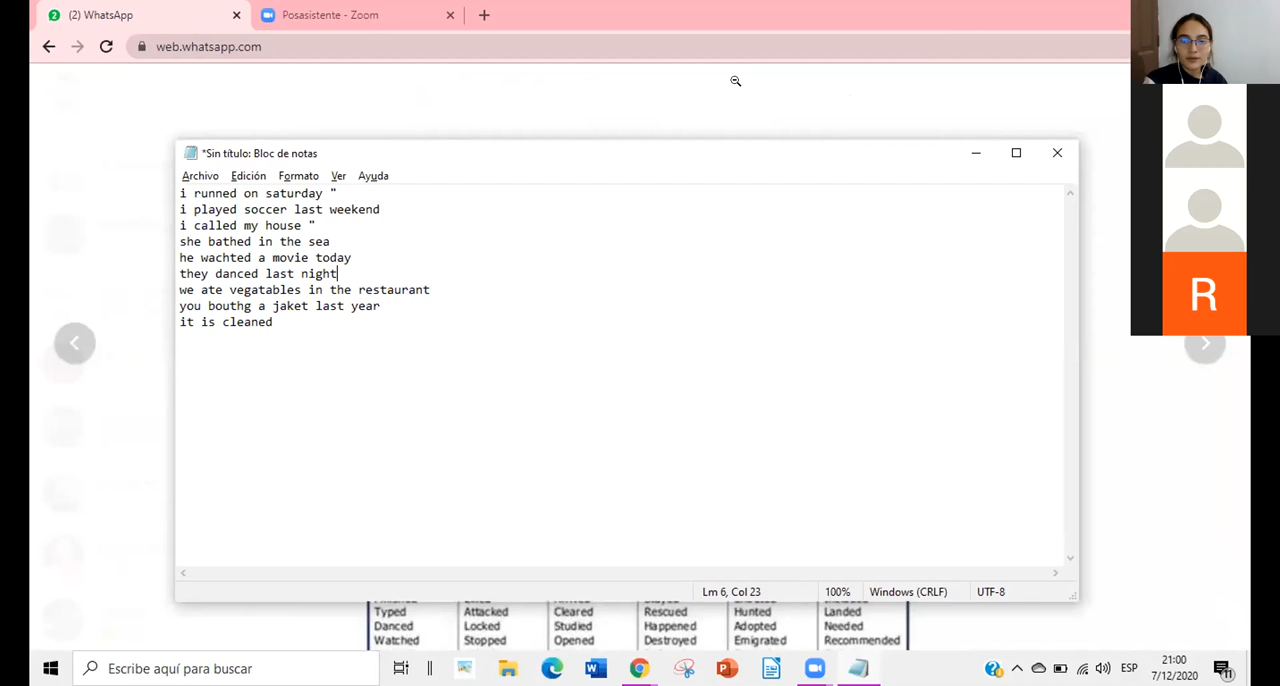 (2) WhatsApp
Posasistente - Zoom
web.whatsapp.com
*Sin título: Bloc de notas
Archivo Edición Formato Ver Ayuda
i runned on saturday "
i played soccer last weekend
i called my house "
she bathed in the sea
he wachted a movie today
they danced last night
we ate vegatables in the restaurant
you bouthg a jaket last year
it is cleaned
R
Lm 6, Col 23 100% Windows (CRLF) UTF-8
Typed Attacked Cleared Rescued Hunted Landed
Danced Locked Studied Happened Adopted Needed
Watched Stopped Opened Destroyed Emigrated Recommended
Escribe aquí para buscar
ESP
21:00
7/12/2020
11